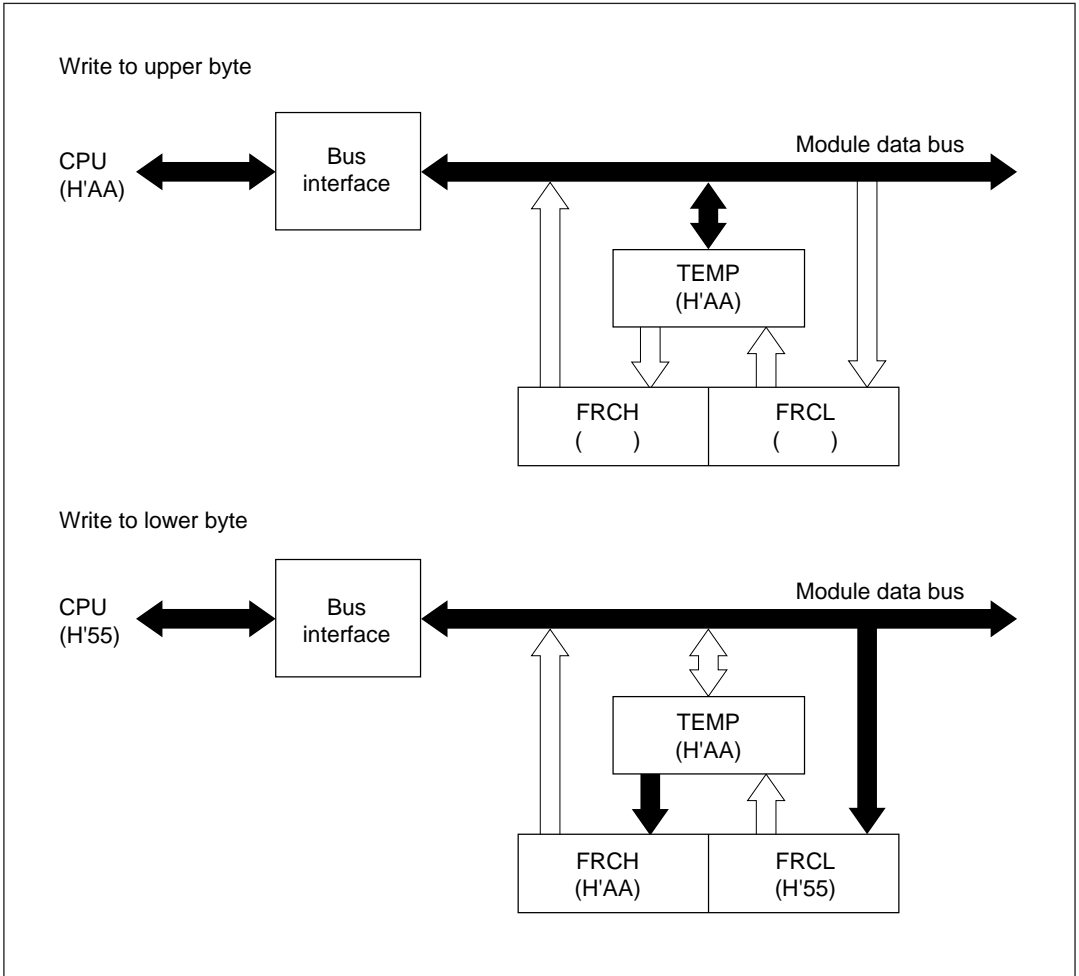 Write to upper byte
CPU
(H'AA)
Bus
interface
Module data bus
TEMP
(H'AA)
FRCH
(      )
FRCL
(      )
Write to lower byte
CPU
(H'55)
Bus
interface
Module data bus
TEMP
(H'AA)
FRCH
(H'AA)
FRCL
(H'55)